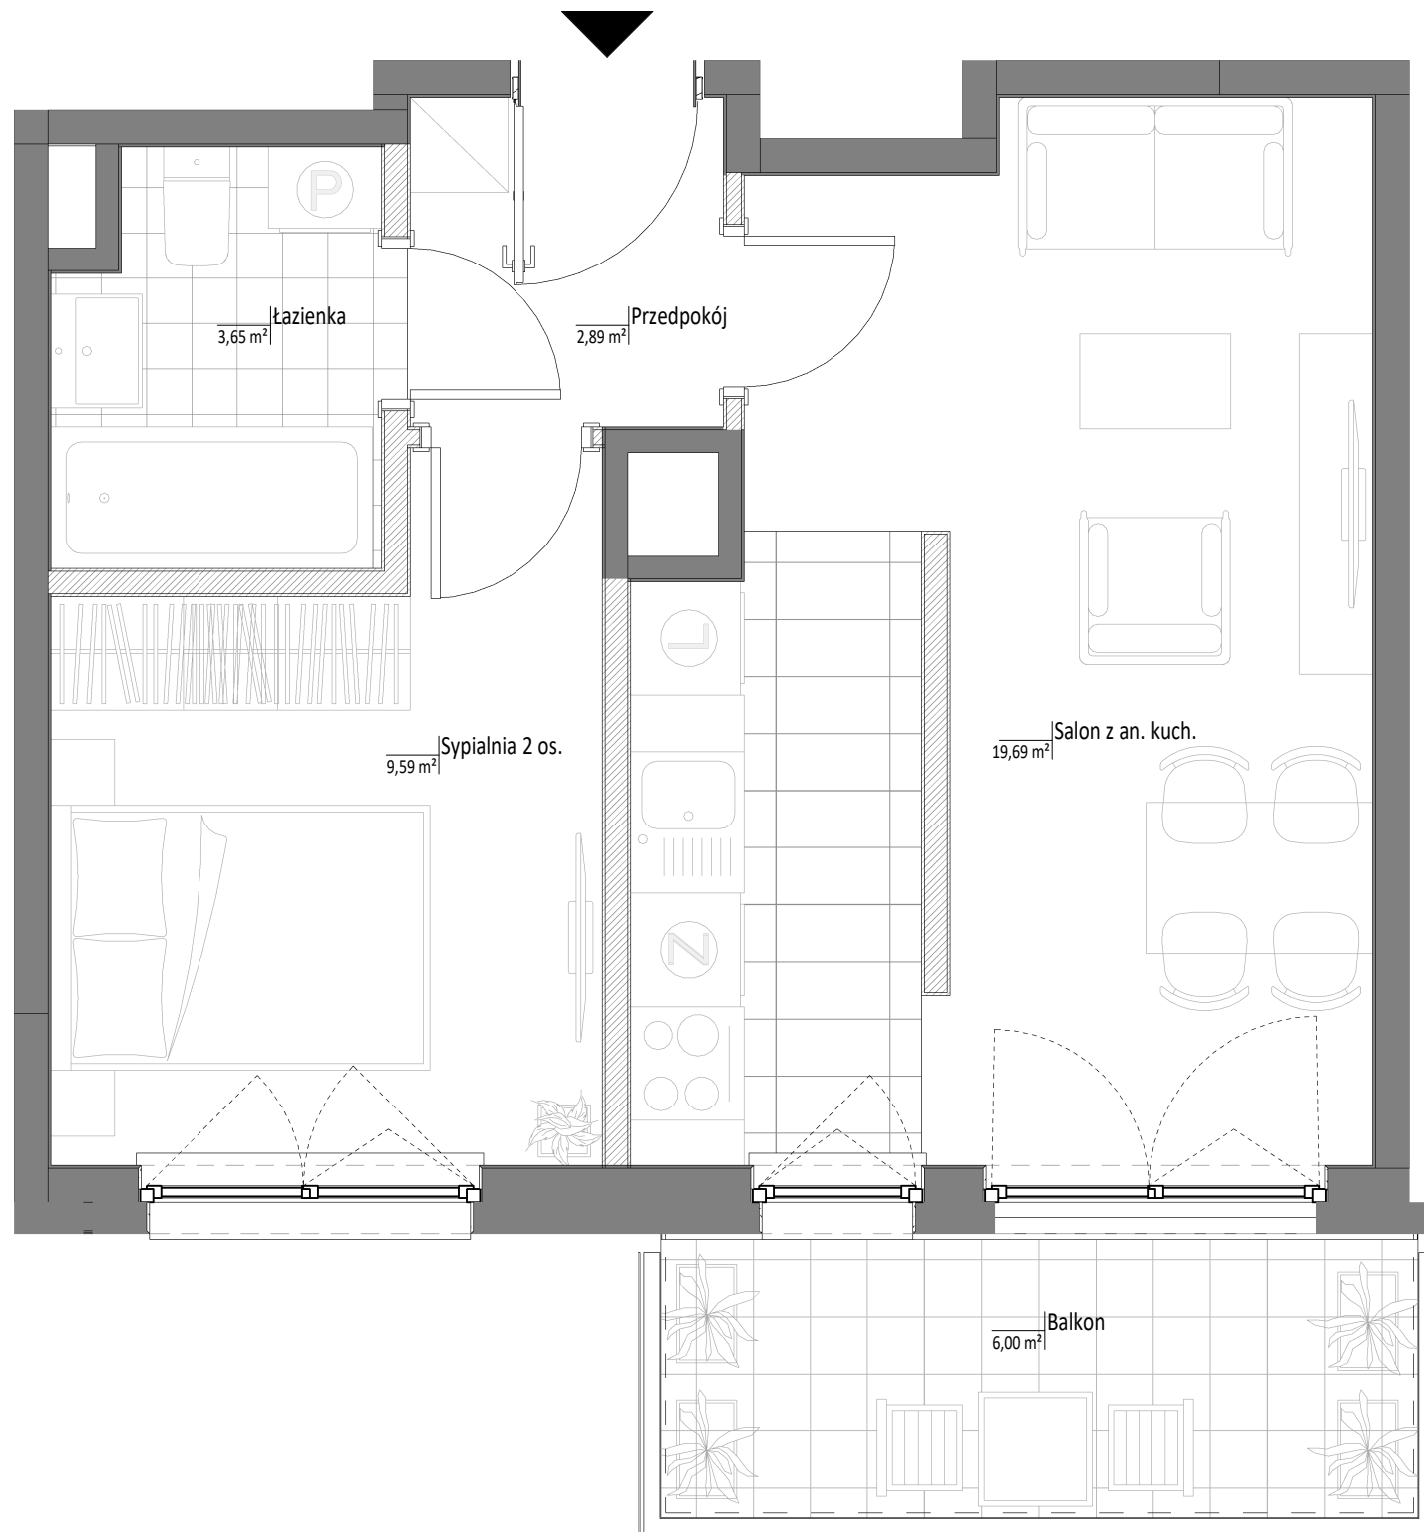 P
Łazienka
3,65 m²
Przedpokój
2,89 m²
L
Sypialnia 2 os.
9,59 m²
Salon z an. kuch.
19,69 m²
Z
Balkon
6,00 m²